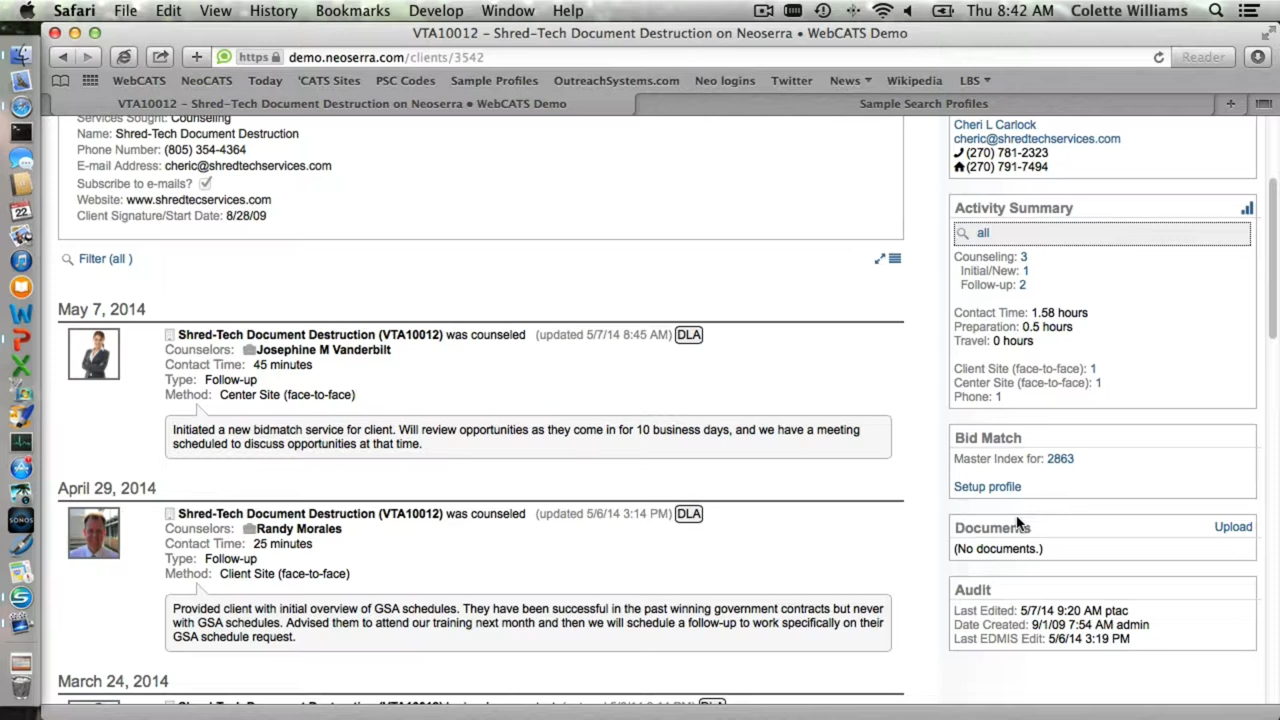 Safari File Edit View History Bookmarks Develop Window Help Thu 8:42 AM Colette Williams
VTA10012 – Shred-Tech Document Destruction on Neoserra • WebCATS Demo
https demo.neoserra.com/clients/3542 Reader
WebCATS NeoCATS Today 'CATS Sites PSC Codes Sample Profiles OutreachSystems.com Neo logins Twitter News Wikipedia LBS
VTA10012 – Shred-Tech Document Destruction on Neoserra • WebCATS Demo Sample Search Profiles
Services Sought: Counseling
Name: Shred-Tech Document Destruction
Phone Number: (805) 354-4364
E-mail Address: cheric@shredtechservices.com
Subscribe to e-mails?
Website: www.shredtecservices.com
Client Signature/Start Date: 8/28/09
Filter (all )
May 7, 2014
Shred-Tech Document Destruction (VTA10012) was counseled (updated 5/7/14 8:45 AM) DLA
Counselors: Josephine M Vanderbilt
Contact Time: 45 minutes
Type: Follow-up
Method: Center Site (face-to-face)
Initiated a new bidmatch service for client. Will review opportunities as they come in for 10 business days, and we have a meeting
scheduled to discuss opportunities at that time.
April 29, 2014
Shred-Tech Document Destruction (VTA10012) was counseled (updated 5/6/14 3:14 PM) DLA
Counselors: Randy Morales
Contact Time: 25 minutes
Type: Follow-up
Method: Client Site (face-to-face)
Provided client with initial overview of GSA schedules. They have been successful in the past winning government contracts but never
with GSA schedules. Advised them to attend our training next month and then we will schedule a follow-up to work specifically on their
GSA schedule request.
March 24, 2014
Cheri L Carlock
cheric@shredtechservices.com
(270) 781-2323
(270) 791-7494
Activity Summary
all
Counseling: 3
Initial/New: 1
Follow-up: 2
Contact Time: 1.58 hours
Preparation: 0.5 hours
Travel: 0 hours
Client Site (face-to-face): 1
Center Site (face-to-face): 1
Phone: 1
Bid Match
Master Index for: 2863
Setup profile
Documents Upload
(No documents.)
Audit
Last Edited: 5/7/14 9:20 AM ptac
Date Created: 9/1/09 7:54 AM admin
Last EDMIS Edit: 5/6/14 3:19 PM
22
SONOS